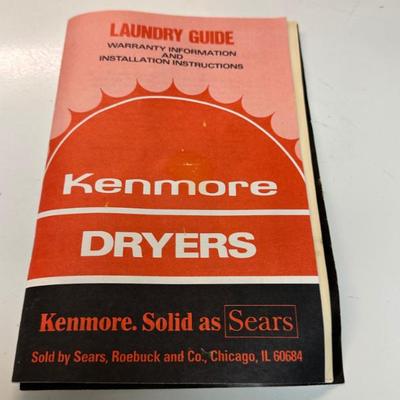 LAUNDRY GUIDE
WARRANTY INFORMATION
AND
INSTALLATION INSTRUCTIONS
Kenmore
DRYERS
Kenmore. Solid as Sears
Sold by Sears, Roebuck and Co., Chicago, IL 60684